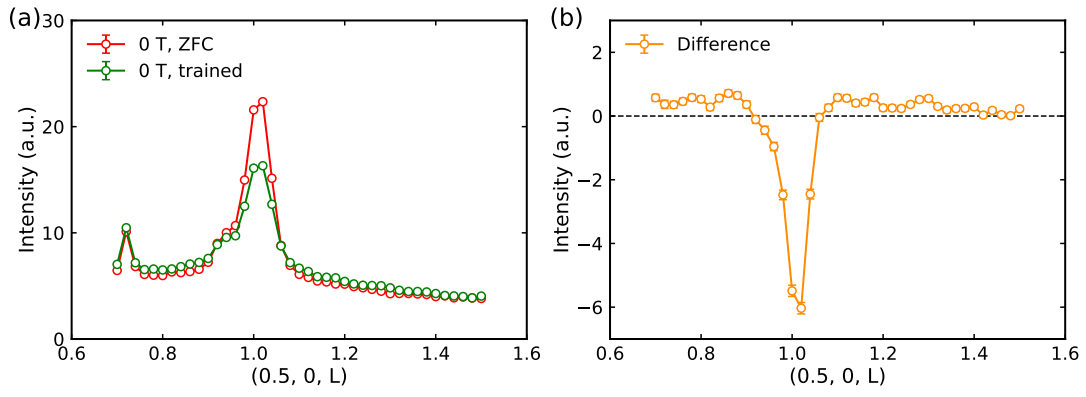 (a)
30
20
10
0
Intensity (a.u.)
0 T, ZFC
0 T, trained
0.6 0.8 1.0 1.2 1.4 1.6
(0.5, 0, L)
(b)
2
0
−2
−4
−6
Intensity (a.u.)
Difference
0.6 0.8 1.0 1.2 1.4 1.6
(0.5, 0, L)